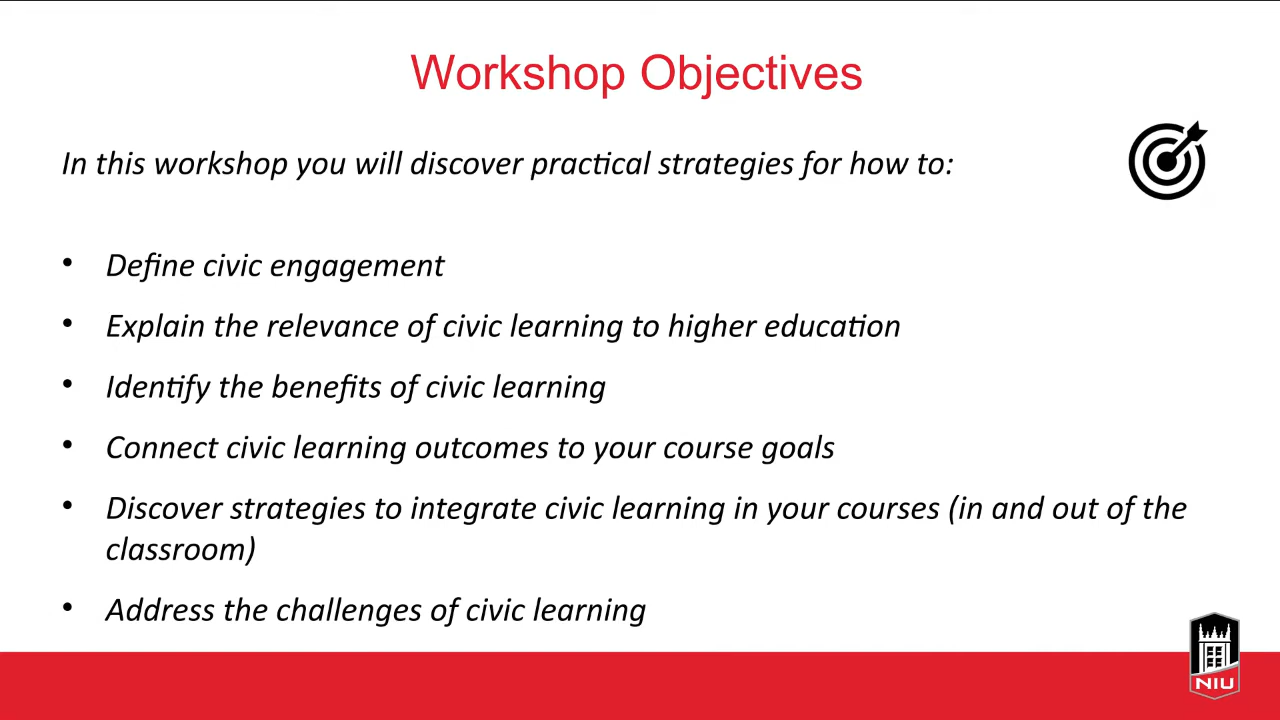 Workshop Objectives
In this workshop you will discover practical strategies for how to:
• Define civic engagement
• Explain the relevance of civic learning to higher education
• Identify the benefits of civic learning
• Connect civic learning outcomes to your course goals
• Discover strategies to integrate civic learning in your courses (in and out of the
classroom)
• Address the challenges of civic learning
NIU